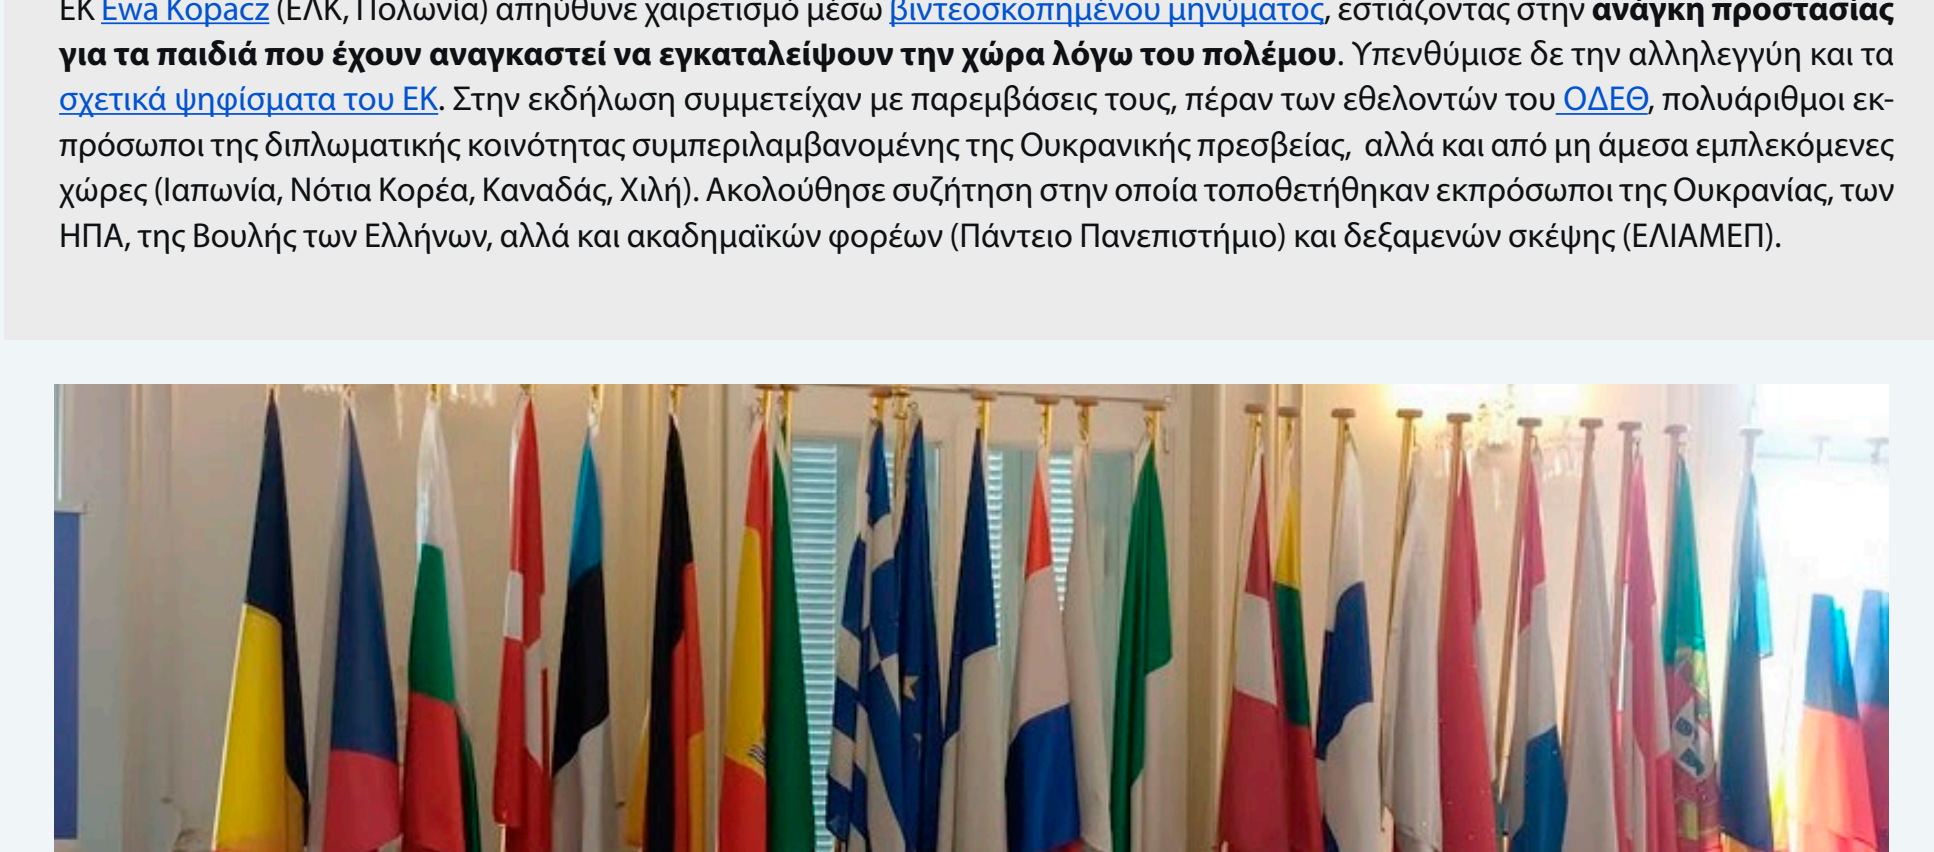 ΕΚ Ewa Kopacz (ΕΛΚ, Πολωνία) απηύθυνε χαιρετισμό μέσω βιντεοσκοπημένου μηνύματος, εστιάζοντας στην ανάγκη προστασίας
για τα παιδιά που έχουν αναγκαστεί να εγκαταλείψουν την χώρα λόγω του πολέμου. Υπενθύμισε δε την αλληλεγγύη και τα
σχετικά ψηφίσματα του ΕΚ. Στην εκδήλωση συμμετείχαν με παρεμβάσεις τους, πέραν των εθελοντών του ΟΔΕΘ, πολυάριθμοι εκ-
πρόσωποι της διπλωματικής κοινότητας συμπεριλαμβανομένης της Ουκρανικής πρεσβείας, αλλά και από μη άμεσα εμπλεκόμενες
χώρες (Ιαπωνία, Νότια Κορέα, Καναδάς, Χιλή). Ακολούθησε συζήτηση στην οποία τοποθετήθηκαν εκπρόσωποι της Ουκρανίας, των
ΗΠΑ, της Βουλής των Ελλήνων, αλλά και ακαδημαϊκών φορέων (Πάντειο Πανεπιστήμιο) και δεξαμενών σκέψης (ΕΛΙΑΜΕΠ).